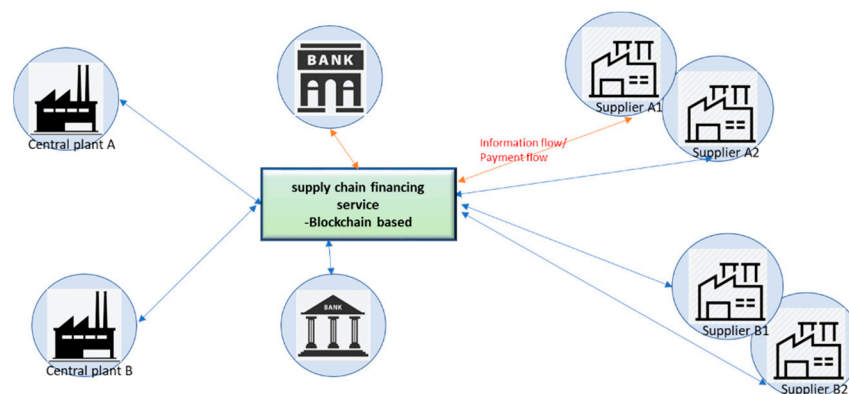 BANK
Supplier A1
Central plant A
Information flow/
Payment flow
Supplier A2
supply chain financing
service
-Blockchain based
BANK
Supplier B1
Central plant B
Supplier B2